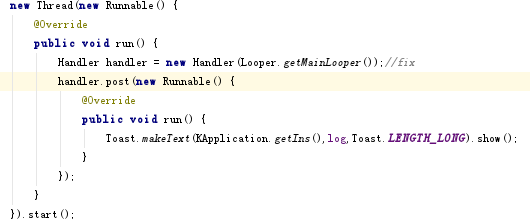 new Thread(new Runnable() {
@Override
public void run() {
Handler handler = new Handler(Looper.getMainLooper());//fix
handler.post(new Runnable() {
@Override
public void run() {
Toast.makeText(KApplication.getIns(),log,Toast.LENGTH_LONG).show();
}
});
}
}).start();